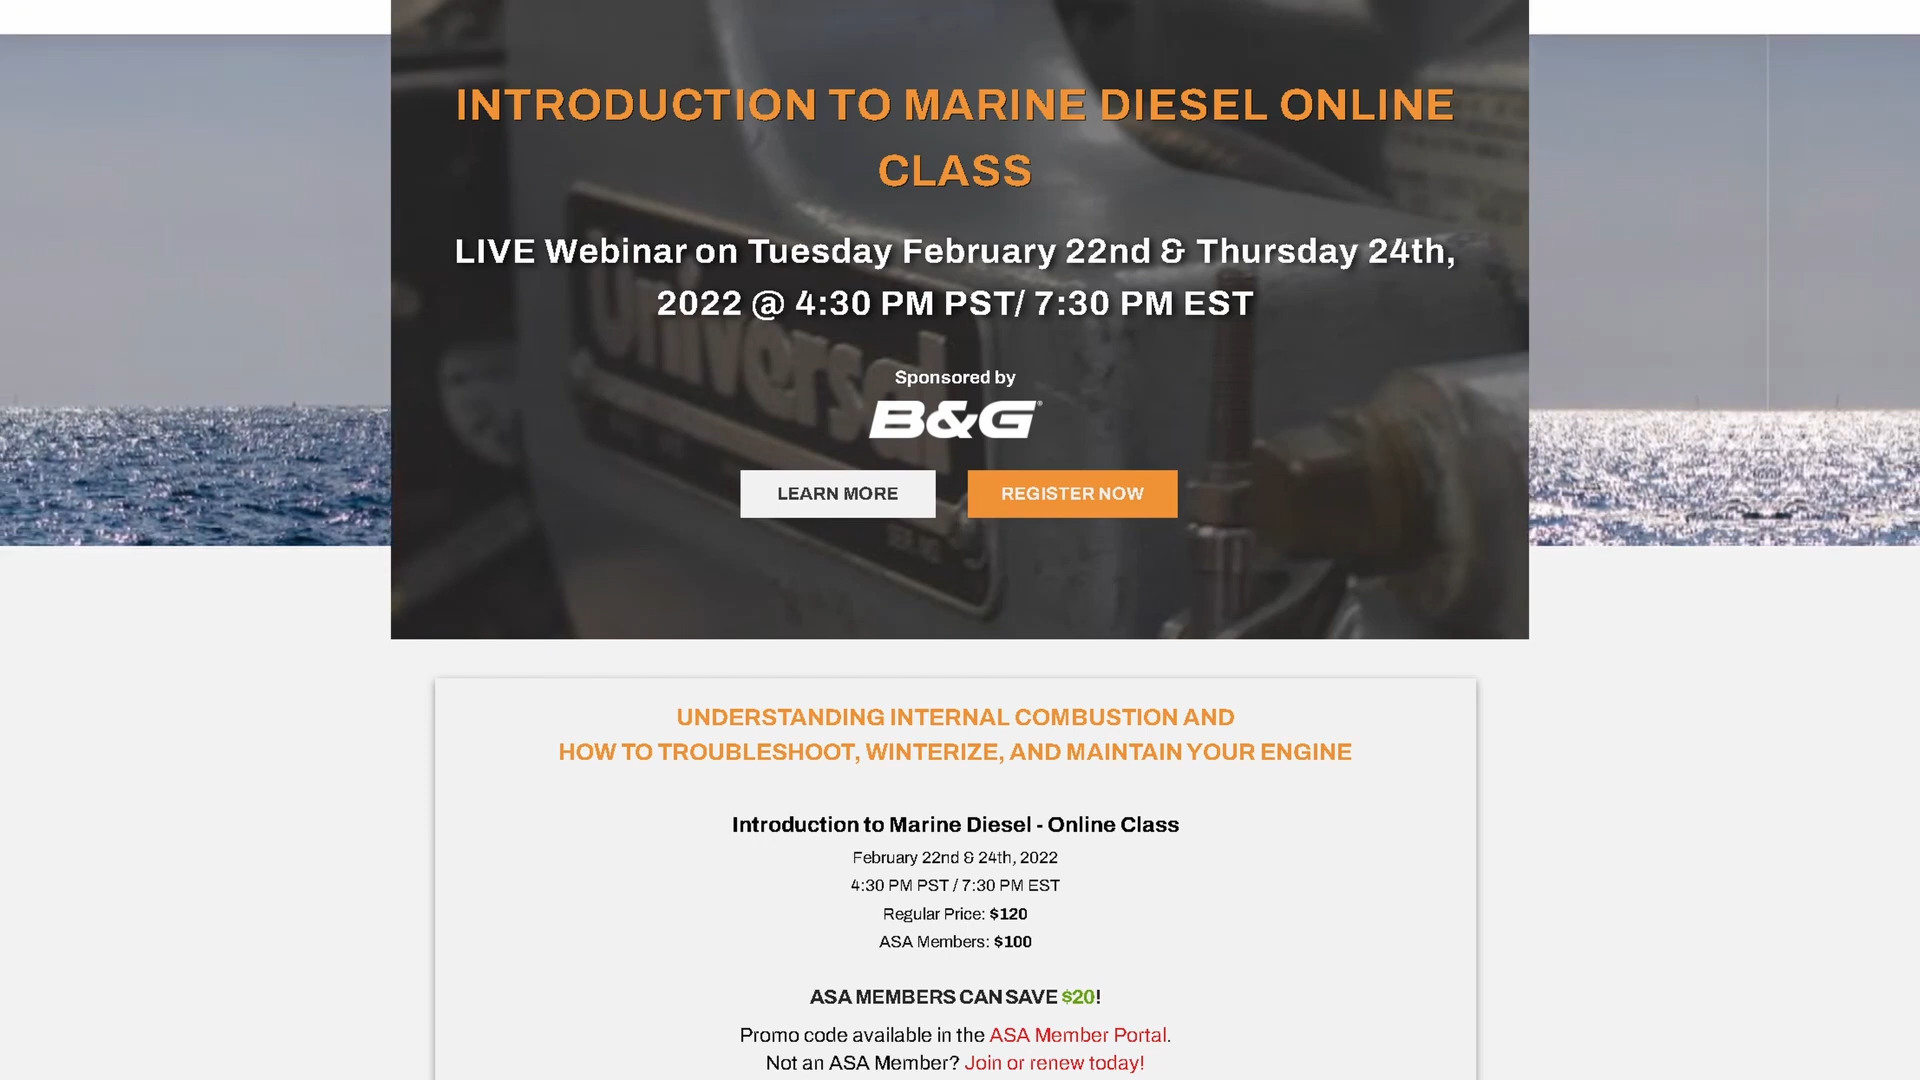 INTRODUCTION TO MARINE DIESEL ONLINE
CLASS
LIVE Webinar on Tuesday February 22nd & Thursday 24th,
2022 @ 4:30 PM PST/ 7:30 PM EST
Universal
Sponsored by
B&G®
LEARN MORE
REGISTER NOW
UNDERSTANDING INTERNAL COMBUSTION AND
HOW TO TROUBLESHOOT, WINTERIZE, AND MAINTAIN YOUR ENGINE
Introduction to Marine Diesel - Online Class
February 22nd & 24th, 2022
4:30 PM PST / 7:30 PM EST
Regular Price: $120
ASA Members: $100
ASA MEMBERS CAN SAVE $20!
Promo code available in the ASA Member Portal.
Not an ASA Member? Join or renew today!